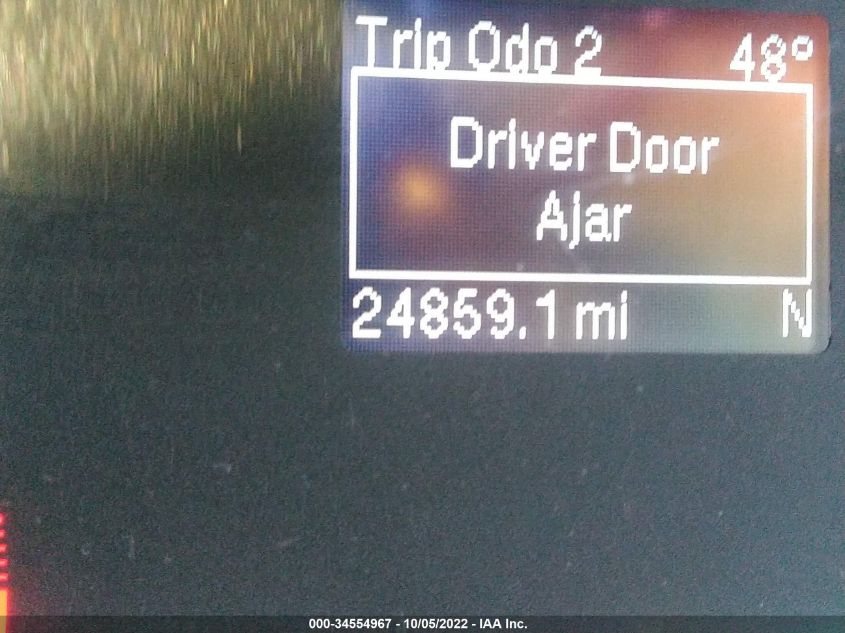 Trip Odo 2 48°
Driver Door
Ajar
24859.1 mi N
000-34554967 - 10/05/2022 - IAA Inc.